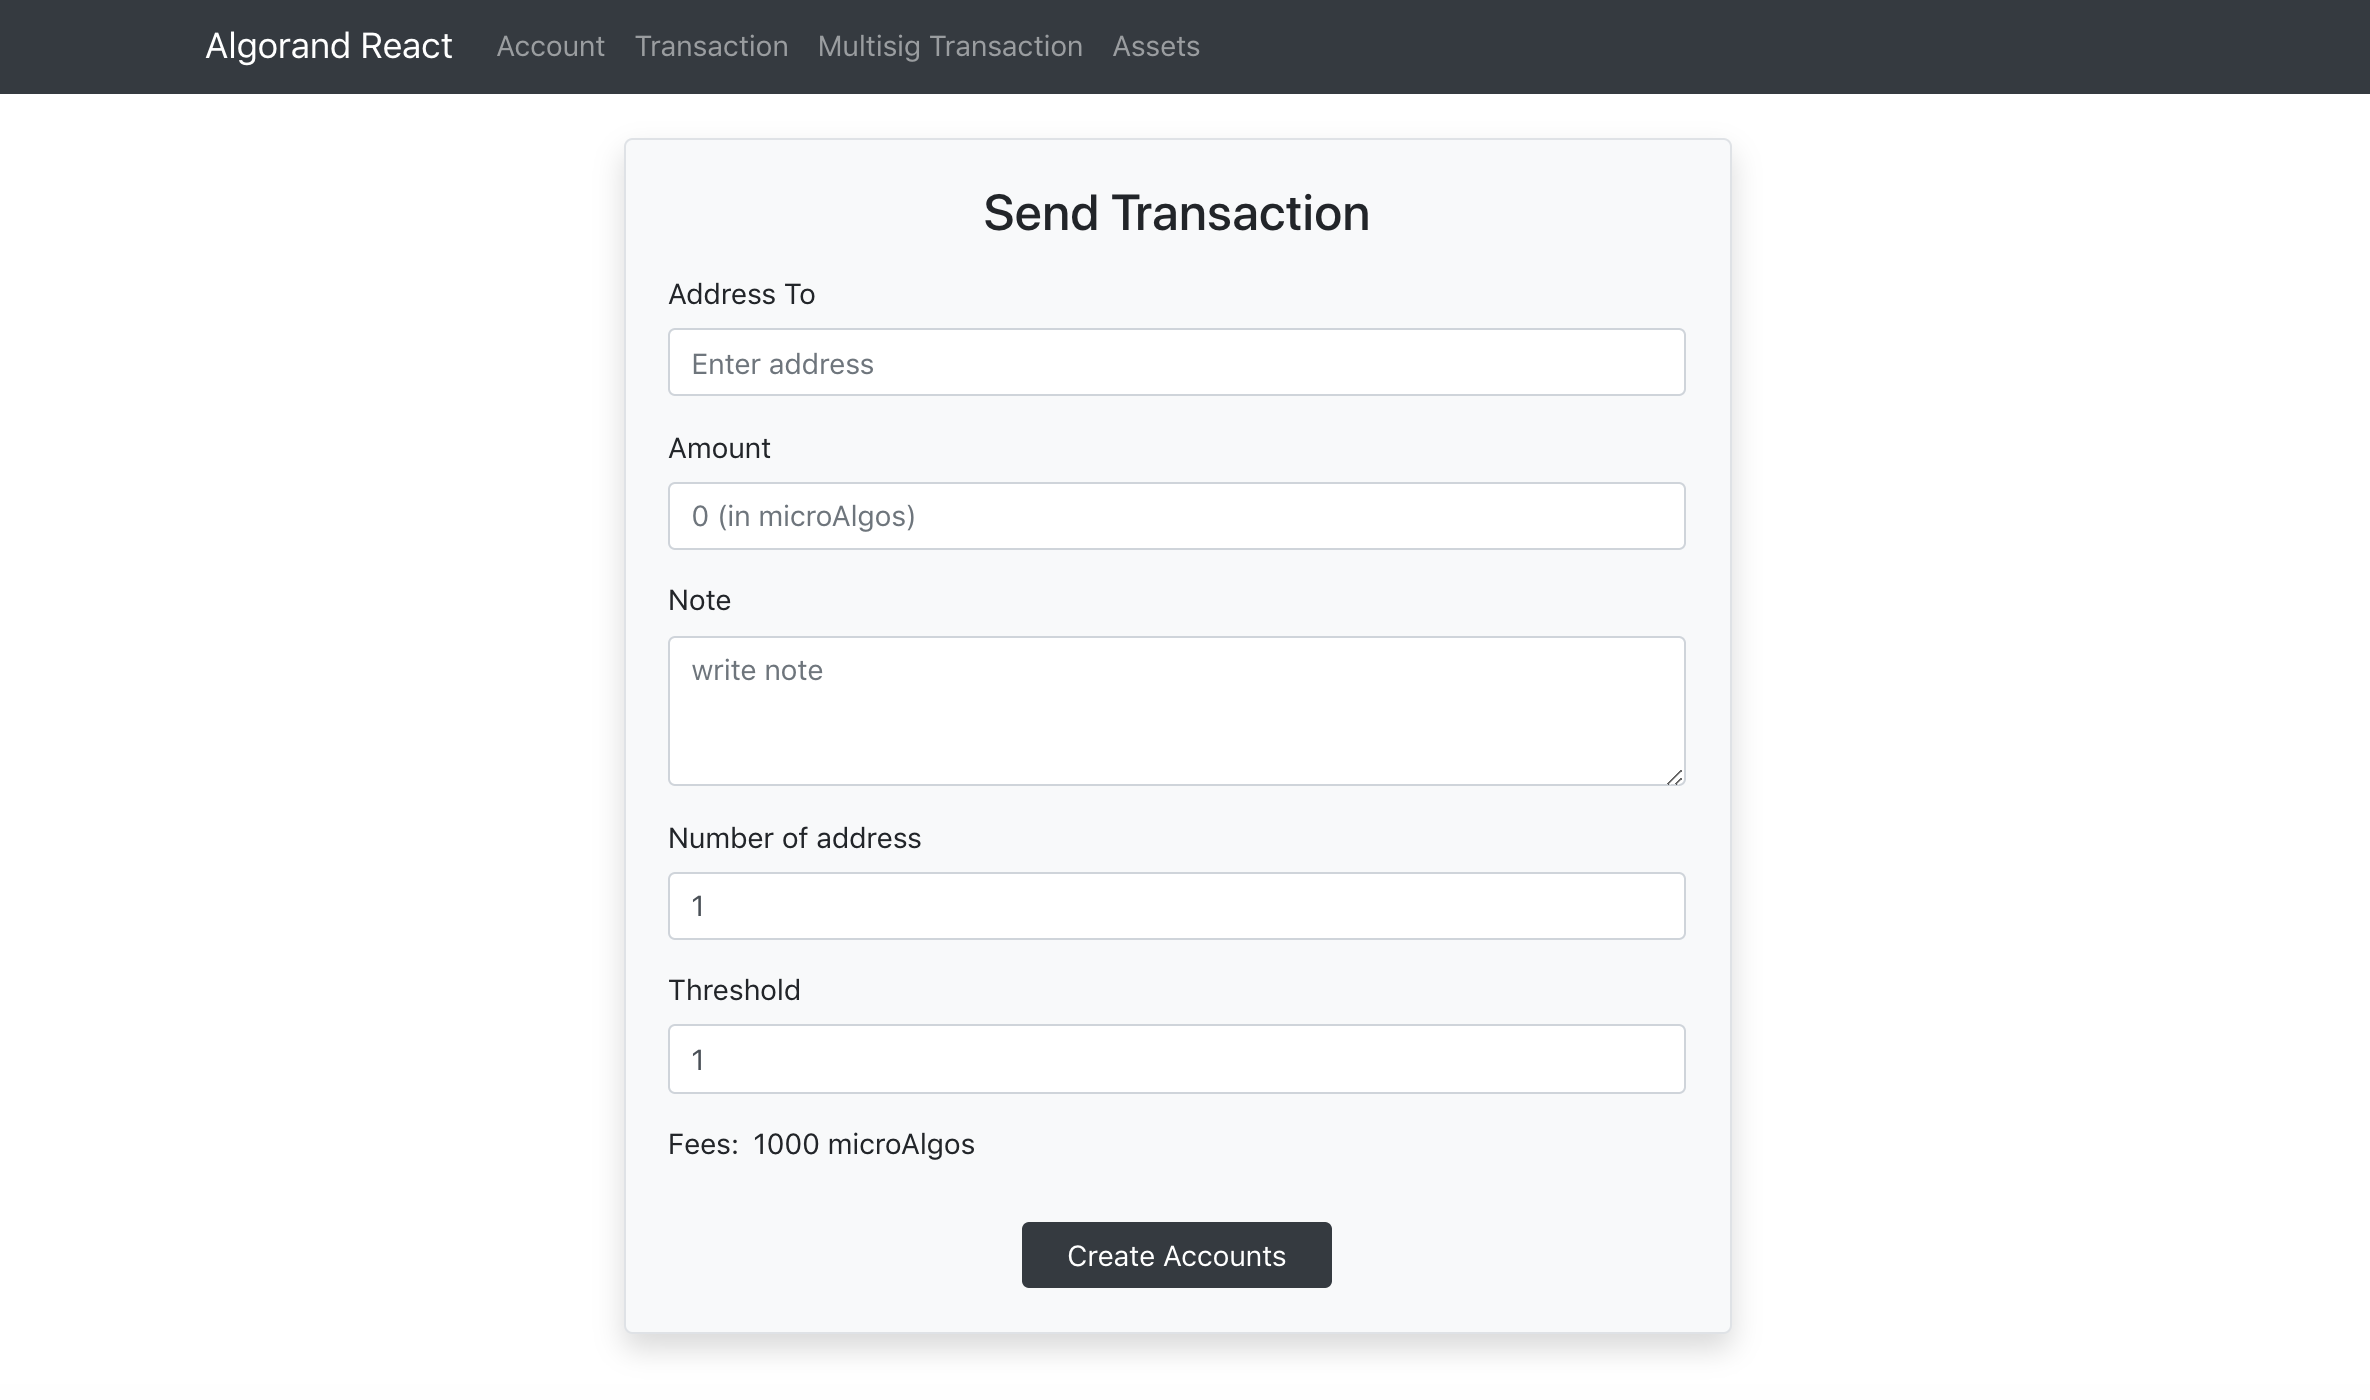 Algorand React Account Transaction Multisig Transaction Assets
Send Transaction
Address To
Enter address
Amount
0 (in microAlgos)
Note
write note
Number of address
1
Threshold
1
Fees: 1000 microAlgos
Create Accounts